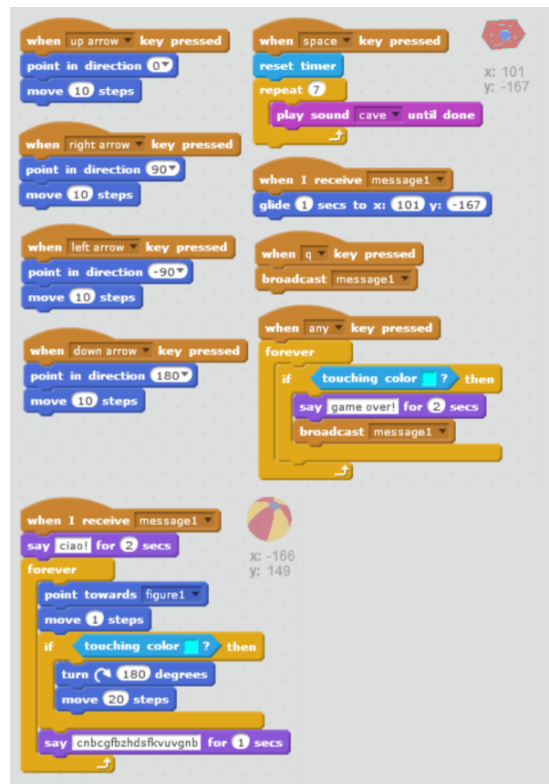 when up arrow key pressed
point in direction 0
move 10 steps
when right arrow key pressed
point in direction 90
move 10 steps
when left arrow key pressed
point in direction -90
move 10 steps
when down arrow key pressed
point in direction 180
move 10 steps
when space key pressed
reset timer
repeat 7
play sound cave until done
x: 101
y: -167
when I receive message1
glide 1 secs to x: 101 y: -167
when q key pressed
broadcast message1
when any key pressed
forever
if touching color ? then
say game over! for 2 secs
broadcast message1
when I receive message1
say ciao! for 2 secs
forever
point towards figure1
move 1 steps
if touching color ? then
turn 180 degrees
move 20 steps
say cnbcgfbzhdsfkvuvgnb for 1 secs
x: -166
y: 149